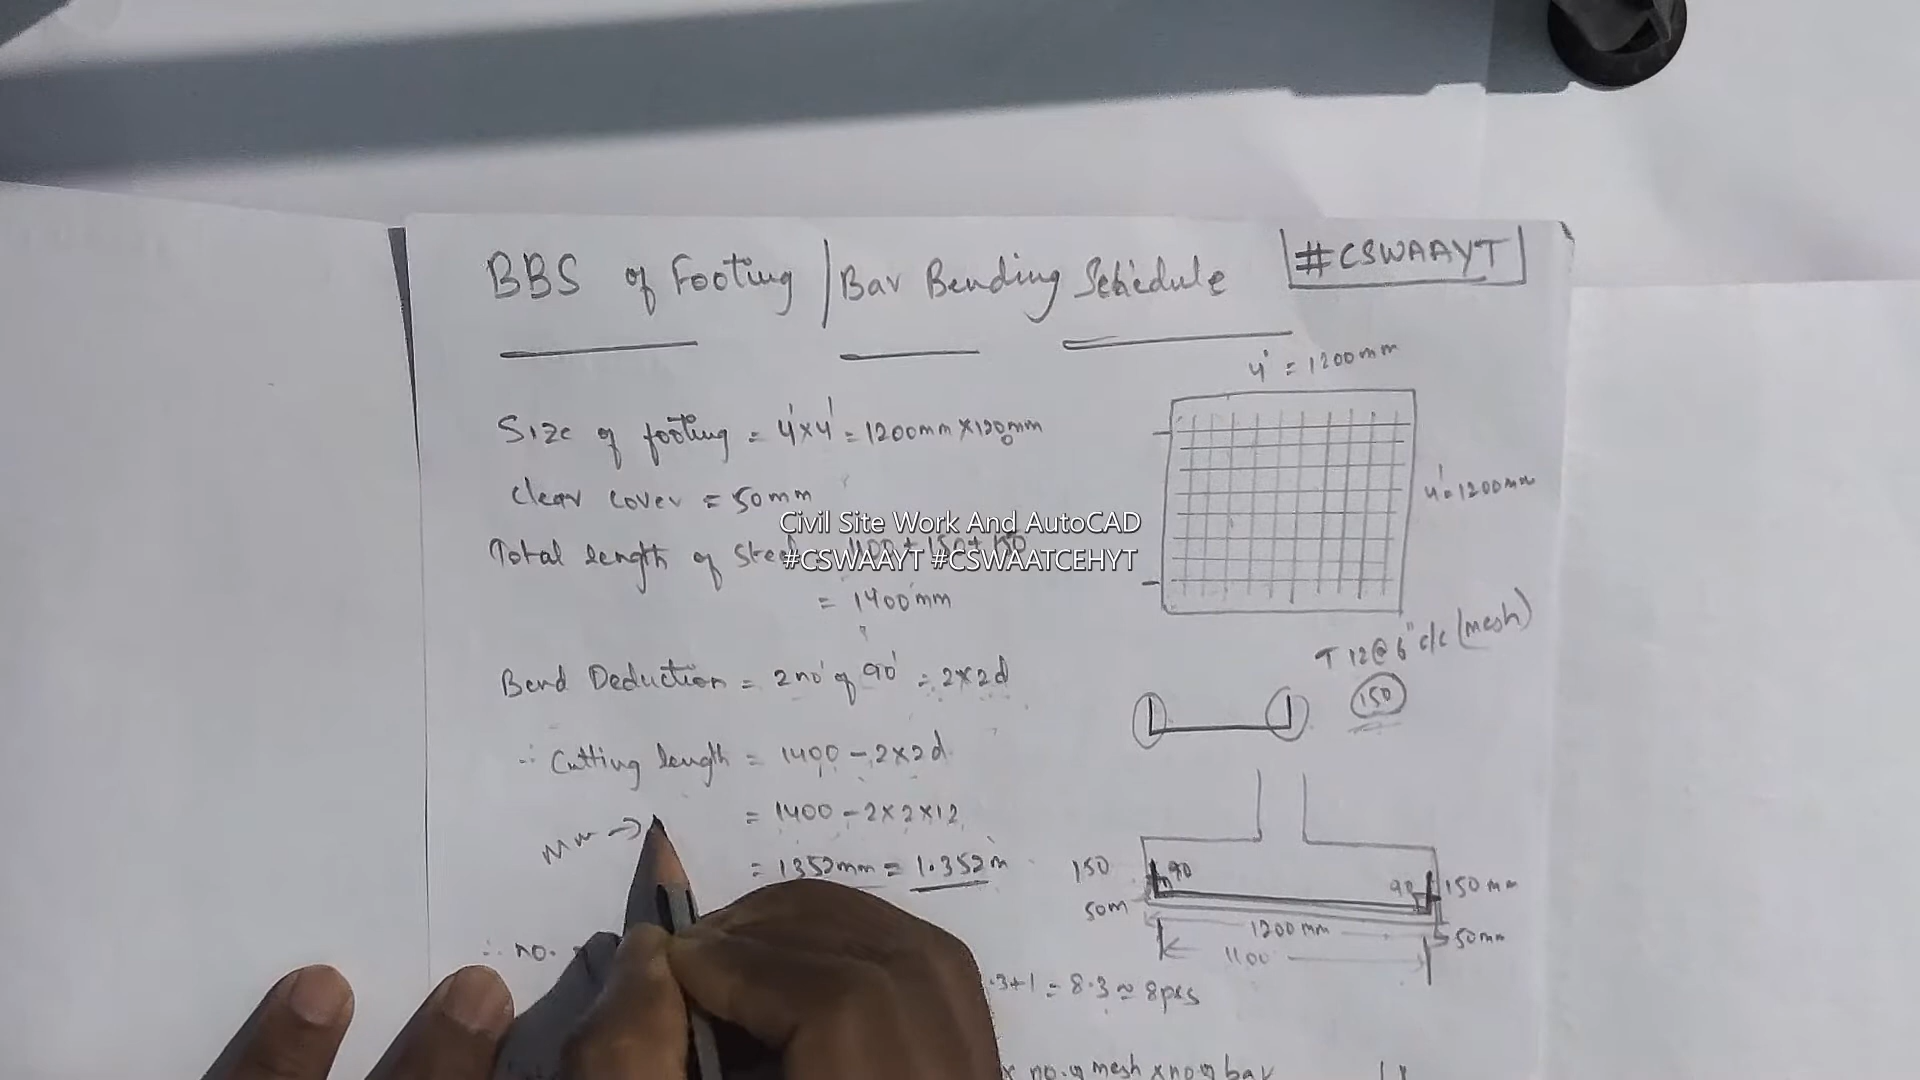 BBS of Footing / Bar Bending Schedule
#CSWAAYT
4' = 1200mm
Size of footing = 4'x4' = 1200mm x 1200mm
4' = 1200mm
Clear cover = 50mm
Civil Site Work And AutoCAD
Total length of Steel = 1100 + 150 + 150
#CSWAAYT #CSWAATCEHYT
= 1400mm
T 12@6" c/c (mesh)
150
Bend Deduction = 2no' of 90° = 2x2d
∴ Cutting length = 1400 - 2x2d
= 1400 - 2x2x12
= 1352mm = 1.352m
150 90 90 150mm
50m 1200mm 50mm
1100
∴ no.
.3+1 = 8.3 ≈ 8pcs
x no.of mesh x no of bar